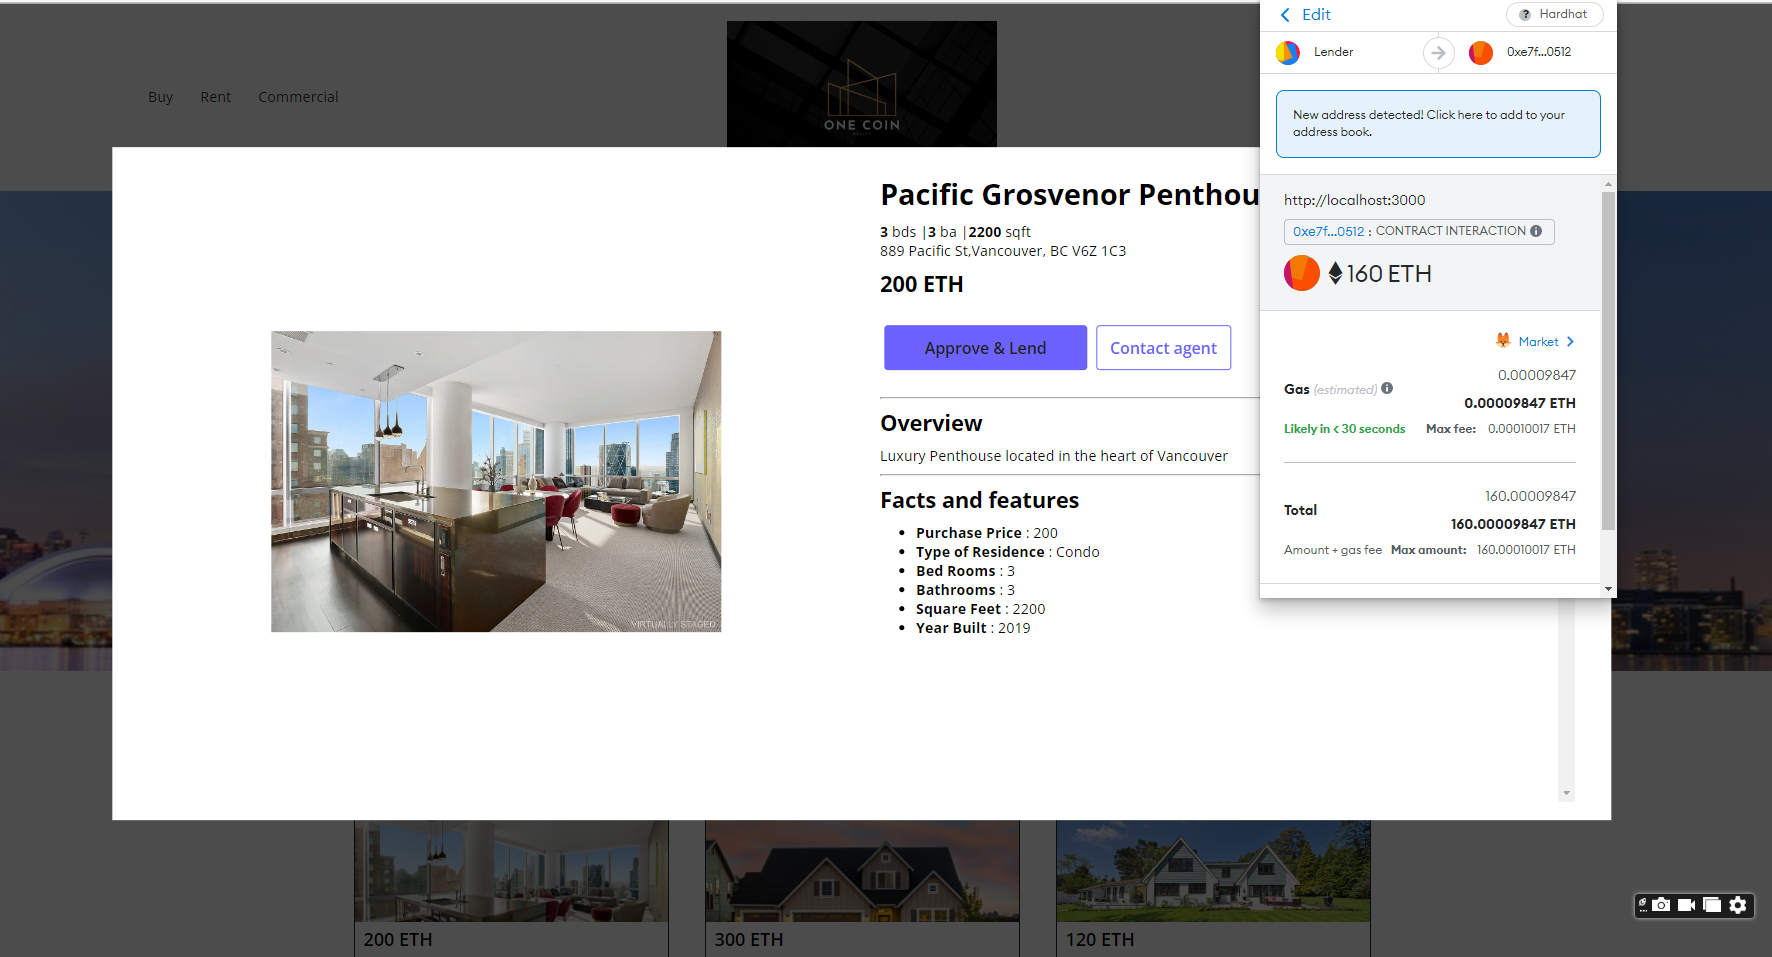 Buy Rent Commercial
ONE COIN
Pacific Grosvenor Penthou
3 bds |3 ba |2200 sqft
889 Pacific St,Vancouver, BC V6Z 1C3
200 ETH
Approve & Lend
Contact agent
Overview
Luxury Penthouse located in the heart of Vancouver
Facts and features
Purchase Price : 200
Type of Residence : Condo
Bed Rooms : 3
Bathrooms : 3
Square Feet : 2200
Year Built : 2019
VIRTUALLY STAGED
Edit
Hardhat
Lender
0xe7f...0512
New address detected! Click here to add to your
address book.
http://localhost:3000
0xe7f...0512 : CONTRACT INTERACTION
160 ETH
Market
0.00009847
Gas (estimated)
0.00009847 ETH
Likely in < 30 seconds
Max fee: 0.00010017 ETH
160.00009847
Total
160.00009847 ETH
Amount + gas fee Max amount: 160.00010017 ETH
200 ETH
300 ETH
120 ETH